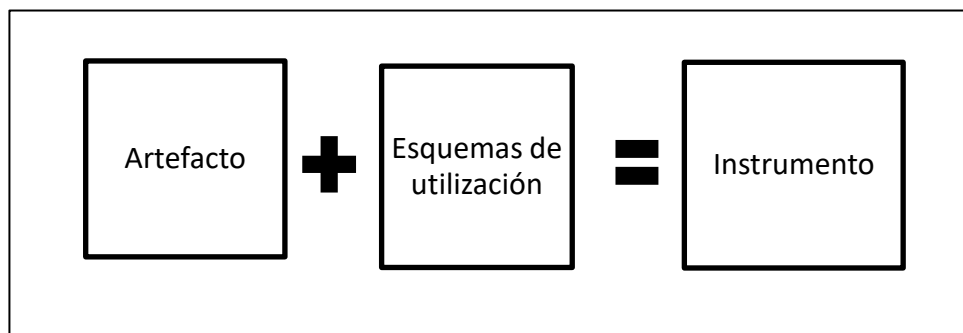 Artefacto
+
Esquemas de
utilización
=
Instrumento